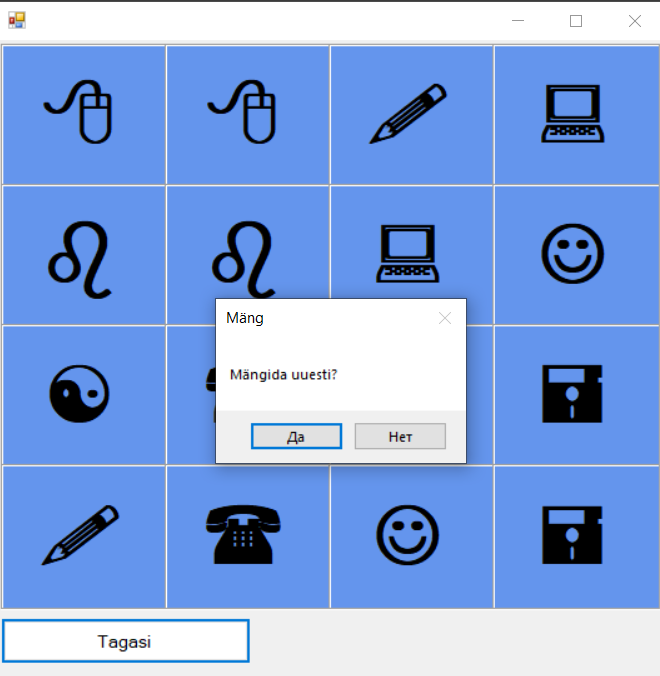 Mäng
Mängida uuesti?
Да
Нет
Tagasi